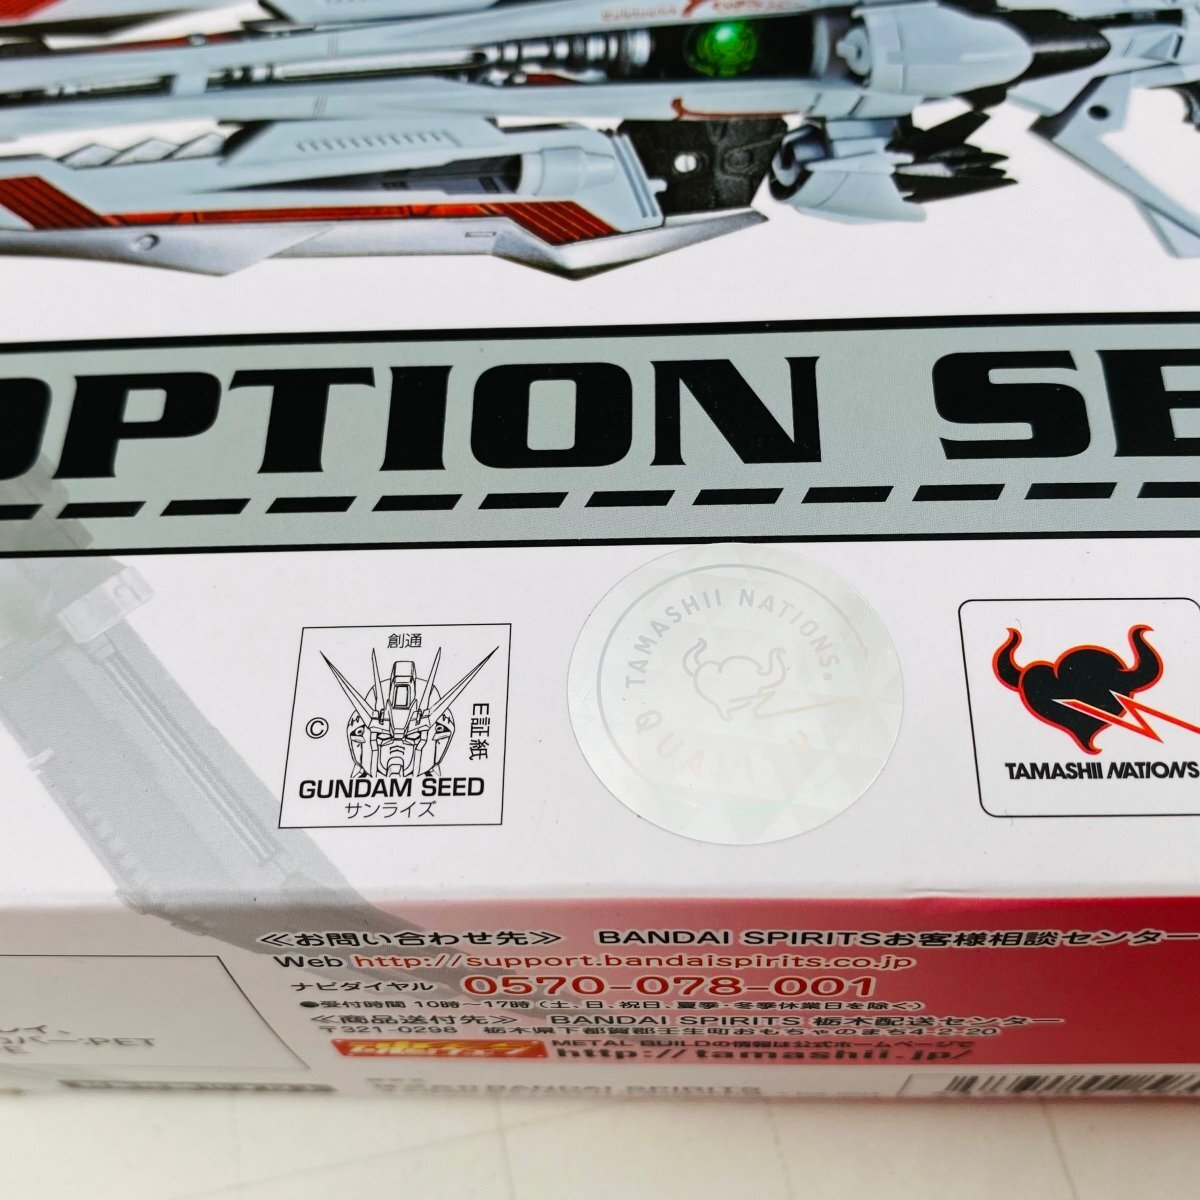 OPTION SE
創通
©
E証紙
GUNDAM SEED
サンライズ
TAMASHII NATIONS
QUALITY
TAMASHII NATIONS
≪お問い合わせ先≫ BANDAI SPIRITSお客様相談センター
Web http://support.bandaispirits.co.jp
ナビダイヤル 0570-078-001
●受付時間 10時〜17時(土、日、祝日、夏季・冬季休業日を除く)
≪商品送付先≫ BANDAI SPIRITS 栃木配送センター
〒321-0298 栃木県下都賀郡壬生町おもちゃのまち4-2-20
METAL BUILDの情報は公式ホームページで
http://tamashii.jp/
BANDAI SPIRITS
カバー:PET